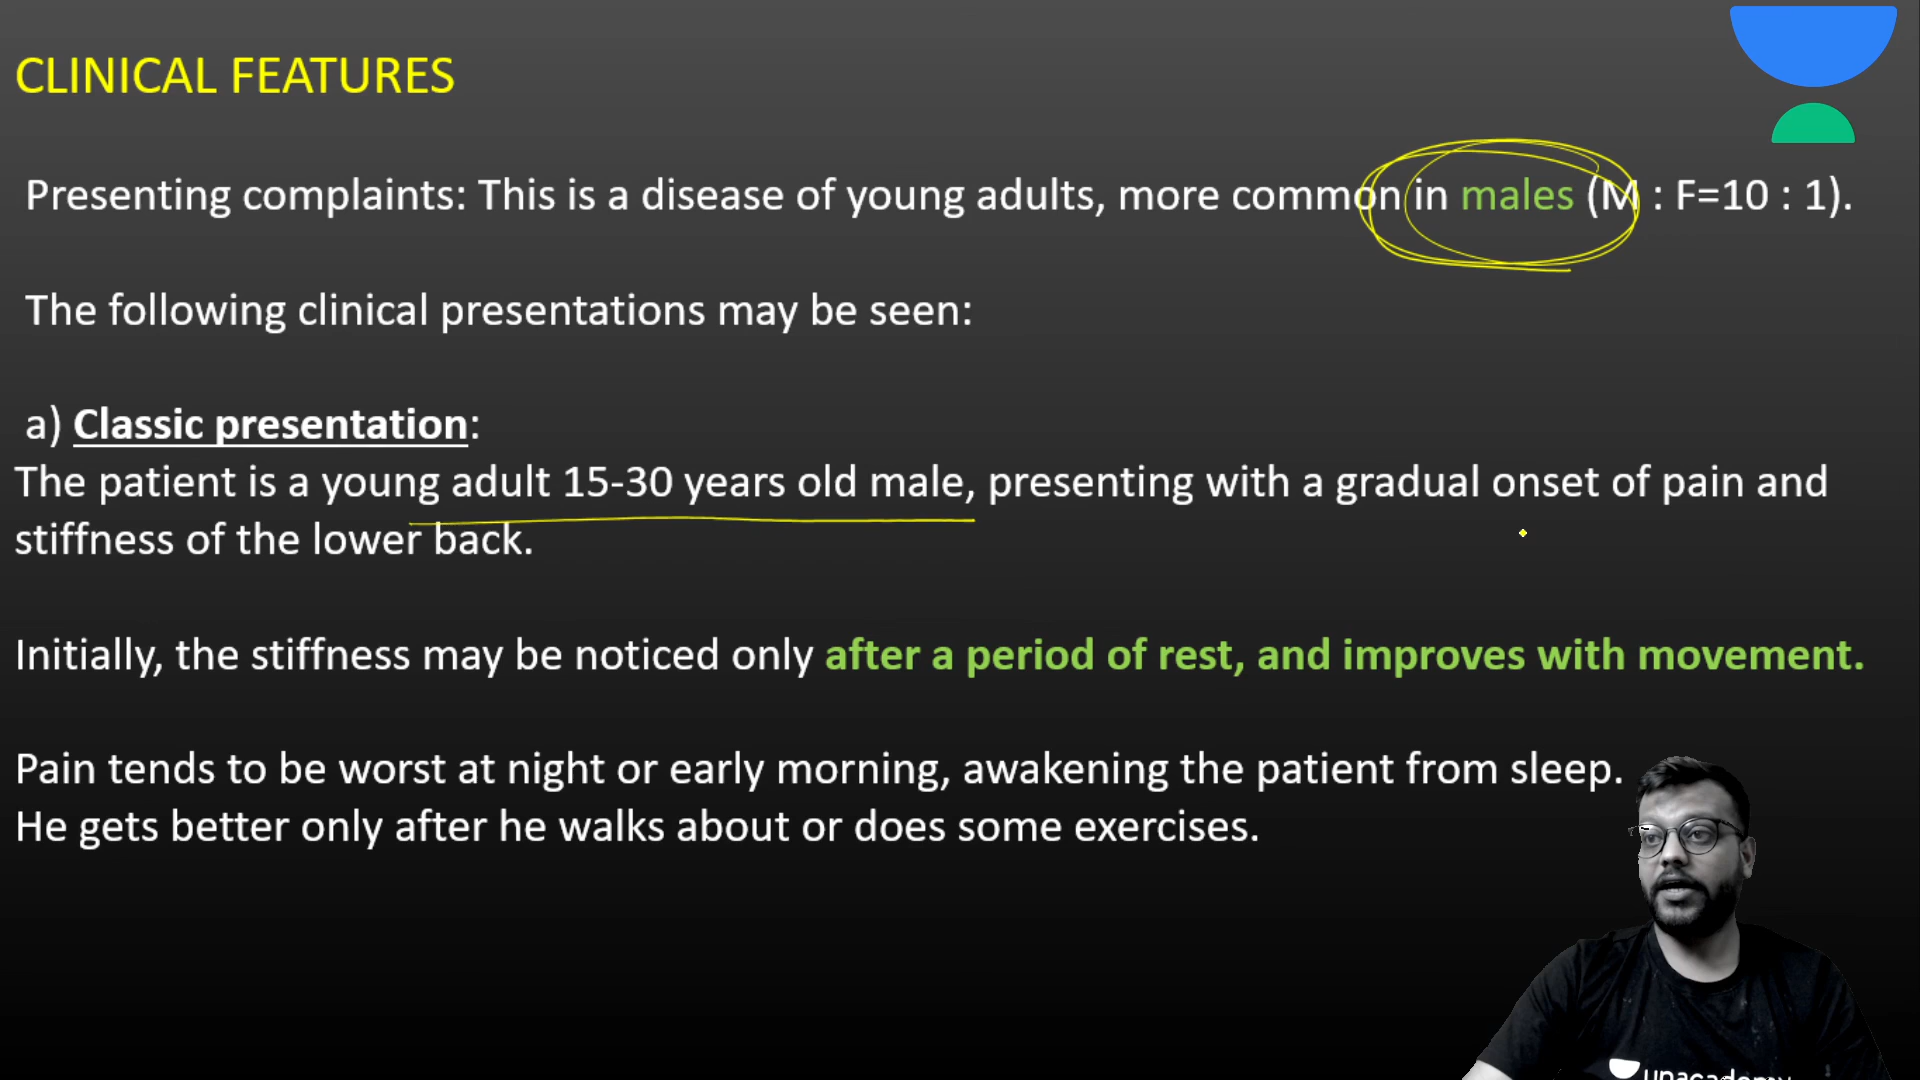 CLINICAL FEATURES
Presenting complaints: This is a disease of young adults, more common in males (M : F=10 : 1).
The following clinical presentations may be seen:
a) Classic presentation:
The patient is a young adult 15-30 years old male, presenting with a gradual onset of pain and
stiffness of the lower back.
Initially, the stiffness may be noticed only after a period of rest, and improves with movement.
Pain tends to be worst at night or early morning, awakening the patient from sleep.
He gets better only after he walks about or does some exercises.
unacademy